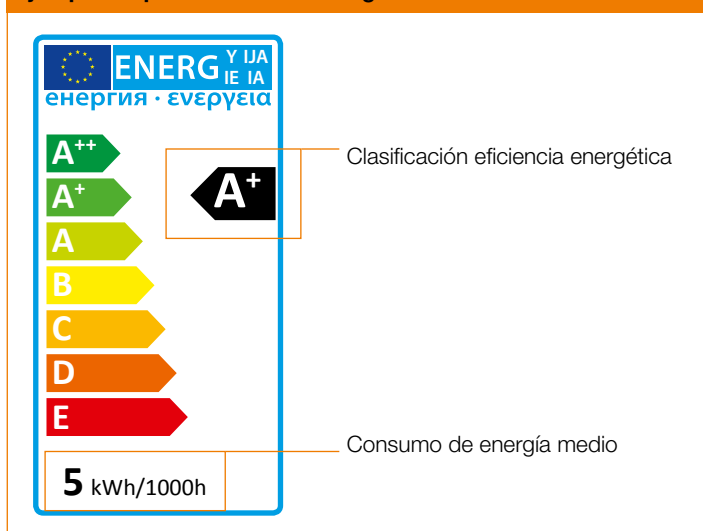 ENERG Y IJA
IE IA
енергия · ενεργεια
A++
Clasificación eficiencia energética
A+
A+
A
B
C
D
E
Consumo de energía medio
5 kWh/1000h